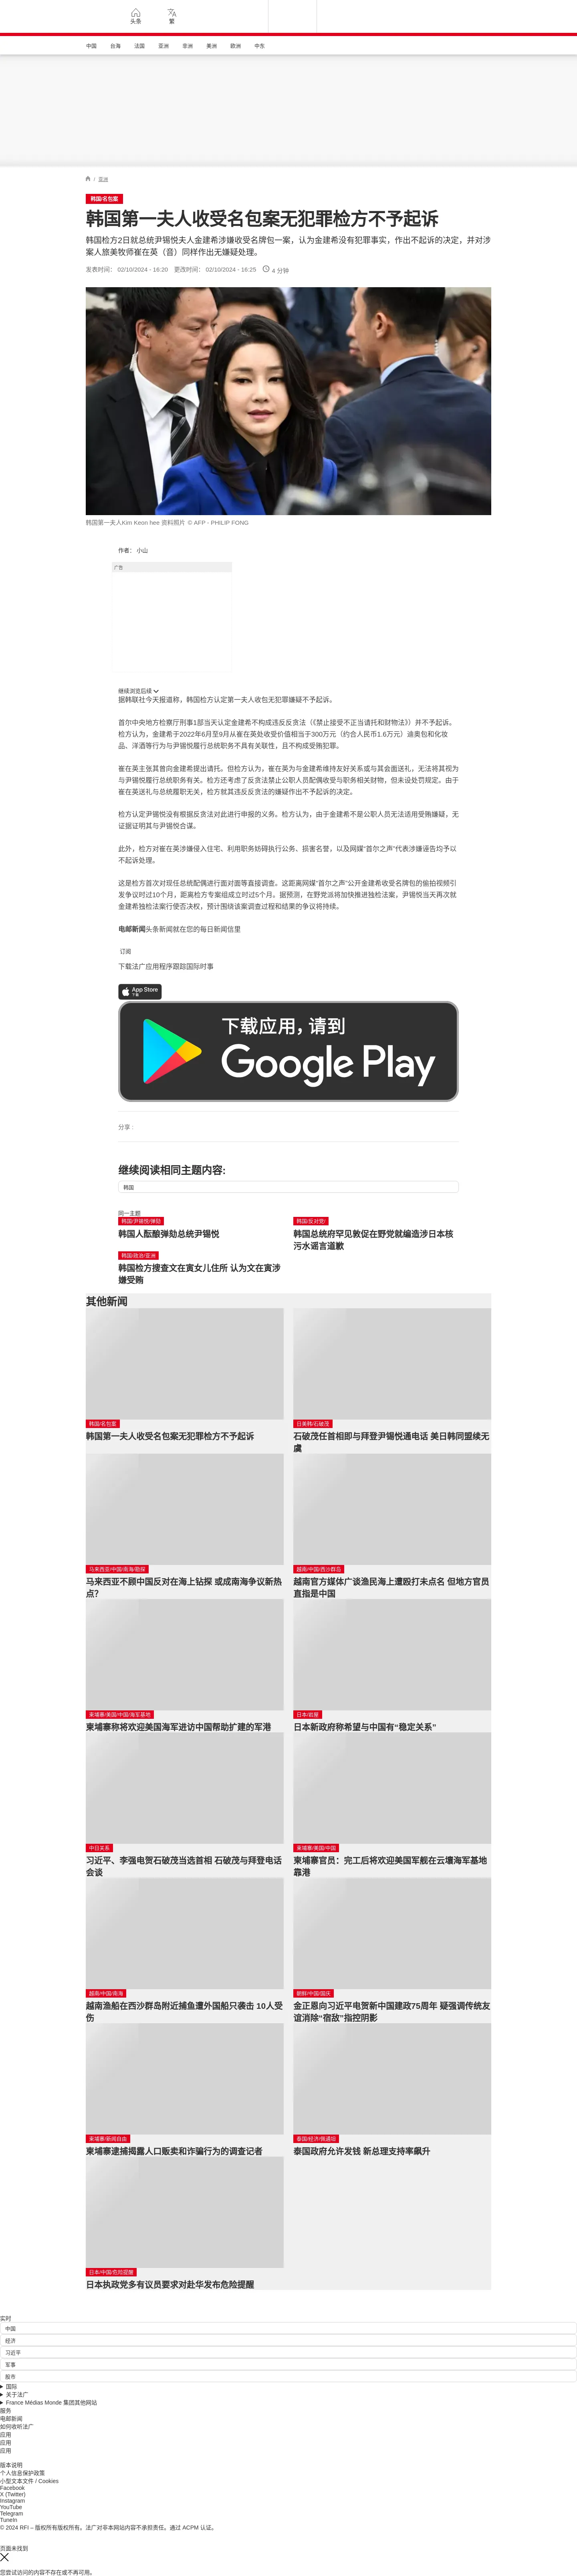 头条
繁
中国 台海 法国 亚洲 非洲 美洲 欧洲 中东
/ 亚洲
韩国/名包案
韩国第一夫人收受名包案无犯罪检方不予起诉
韩国检方2日就总统尹锡悦夫人金建希涉嫌收受名牌包一案，认为金建希没有犯罪事实，作出不起诉的决定，并对涉
案人旅美牧师崔在英（音）同样作出无嫌疑处理。
发表时间： 02/10/2024 - 16:20 更改时间： 02/10/2024 - 16:25 4 分钟
韩国第一夫人Kim Keon hee 资料照片 © AFP - PHILIP FONG
作者： 小山
广告
继续浏览后续
据韩联社今天报道称，韩国检方认定第一夫人收包无犯罪嫌疑不予起诉。
首尔中央地方检察厅刑事1部当天认定金建希不构成违反反贪法（《禁止接受不正当请托和财物法》）并不予起诉。
检方认为，金建希于2022年6月至9月从崔在英处收受价值相当于300万元（约合人民币1.6万元）迪奥包和化妆
品、洋酒等行为与尹锡悦履行总统职务不具有关联性，且不构成受贿犯罪。
崔在英主张其曾向金建希提出请托。但检方认为，崔在英为与金建希维持友好关系或与其会面送礼，无法将其视为
与尹锡悦履行总统职务有关。检方还考虑了反贪法禁止公职人员配偶收受与职务相关财物，但未设处罚规定。由于
崔在英送礼与总统履职无关，检方就其违反反贪法的嫌疑作出不予起诉的决定。
检方认定尹锡悦没有根据反贪法对此进行申报的义务。检方认为，由于金建希不是公职人员无法适用受贿嫌疑，无
证据证明其与尹锡悦合谋。
此外，检方对崔在英涉嫌侵入住宅、利用职务妨碍执行公务、损害名誉，以及网媒“首尔之声”代表涉嫌诬告均予以
不起诉处理。
这是检方首次对现任总统配偶进行面对面等直接调查。这距离网媒“首尔之声”公开金建希收受名牌包的偷拍视频引
发争议时过10个月，距离检方专案组成立时过5个月。据预测，在野党派将加快推进独检法案，尹锡悦当天再次就
金建希独检法案行使否决权，预计围绕该案调查过程和结果的争议将持续。
电邮新闻头条新闻就在您的每日新闻信里
订阅
下载法广应用程序跟踪国际时事
App Store
下载
下载应用，请到
Google Play
分享 :
继续阅读相同主题内容:
韩国
同一主题
韩国/尹锡悦/弹劾
韩国人酝酿弹劾总统尹锡悦
韩国/反对党/
韩国总统府罕见敦促在野党就编造涉日本核
污水谣言道歉
韩国/政治/亚洲
韩国检方搜查文在寅女儿住所 认为文在寅涉
嫌受贿
其他新闻
韩国/名包案
韩国第一夫人收受名包案无犯罪检方不予起诉
日美韩/石破茂
石破茂任首相即与拜登尹锡悦通电话 美日韩同盟续无
虞
马来西亚/中国/南海/勘探
马来西亚不顾中国反对在海上钻探 或成南海争议新热
点？
越南/中国/西沙群岛
越南官方媒体广谈渔民海上遭殴打未点名 但地方官员
直指是中国
柬埔寨/美国/中国/海军基地
柬埔寨称将欢迎美国海军进访中国帮助扩建的军港
日本/岩屋
日本新政府称希望与中国有“稳定关系”
中日关系
习近平、李强电贺石破茂当选首相 石破茂与拜登电话
会谈
柬埔寨/美国/中国
柬埔寨官员：完工后将欢迎美国军舰在云壤海军基地
靠港
越南/中国/南海
越南渔船在西沙群岛附近捕鱼遭外国船只袭击 10人受
伤
朝鲜/中国/国庆
金正恩向习近平电贺新中国建政75周年 疑强调传统友
谊消除“宿敌”指控阴影
柬埔寨/新闻自由
柬埔寨逮捕揭露人口贩卖和诈骗行为的调查记者
泰国/经济/佩通坦
泰国政府允许发钱 新总理支持率飙升
日本/中国/危险提醒
日本执政党多有议员要求对赴华发布危险提醒
实时
中国
经济
习近平
军事
股市
国际
关于法广
France Médias Monde 集团其他网站
服务
电邮新闻
如何收听法广
应用
应用
应用
版本说明
个人信息保护政策
小型文本文件 / Cookies
Facebook
X (Twitter)
Instagram
YouTube
Telegram
TuneIn
© 2024 RFI – 版权所有版权所有。法广对非本网站内容不承担责任。通过 ACPM 认证。
页面未找到
您尝试访问的内容不存在或不再可用。